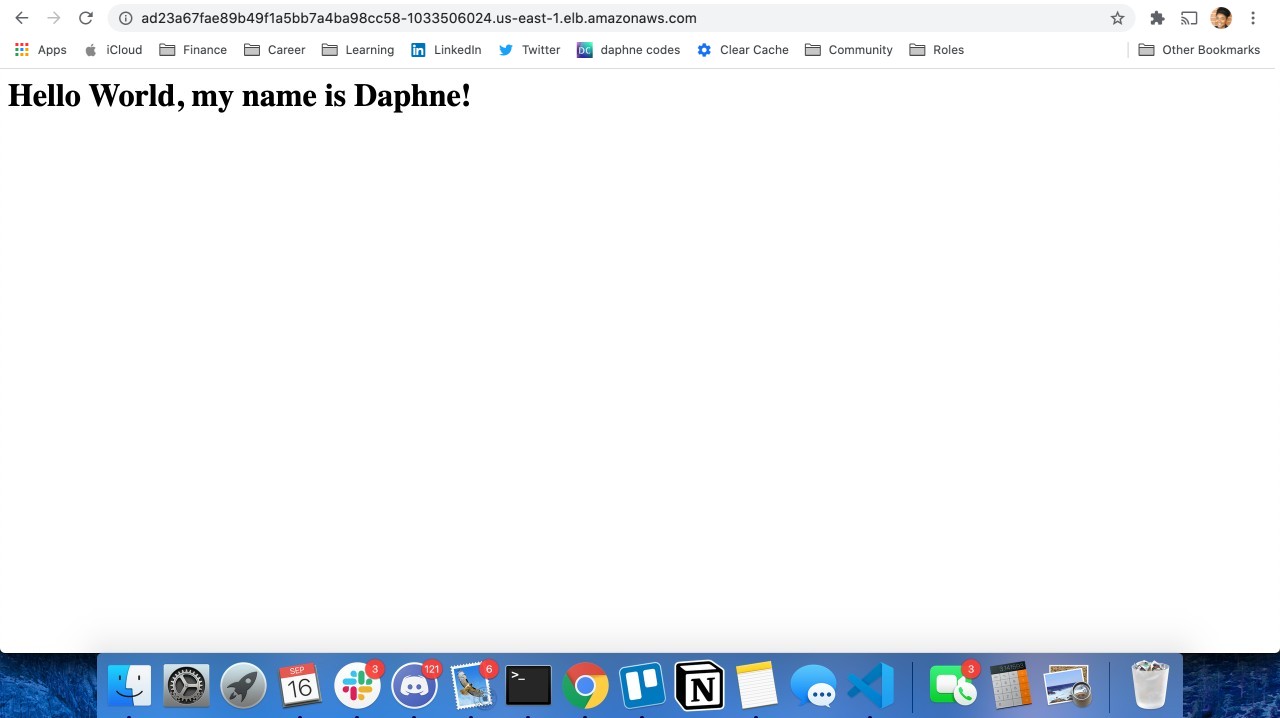 ad23a67fae89b49f1a5bb7a4ba98cc58-1033506024.us-east-1.elb.amazonaws.com
Apps iCloud Finance Career Learning LinkedIn Twitter DC daphne codes Clear Cache Community Roles Other Bookmarks
Hello World, my name is Daphne!
SEP
16
3
121
6
>_
N
3